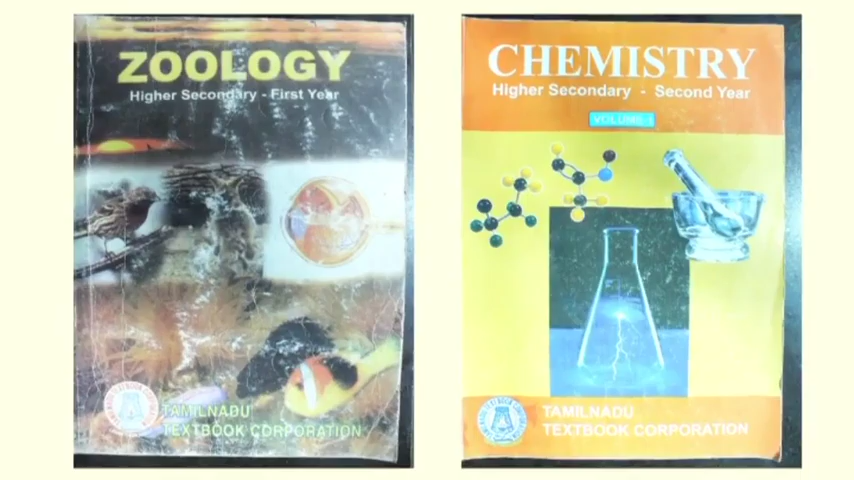 ZOOLOGY
Higher Secondary - First Year
TAMILNADU
TEXTBOOK CORPORATION
CHEMISTRY
Higher Secondary - Second Year
VOLUME - I
TAMILNADU
TEXTBOOK CORPORATION